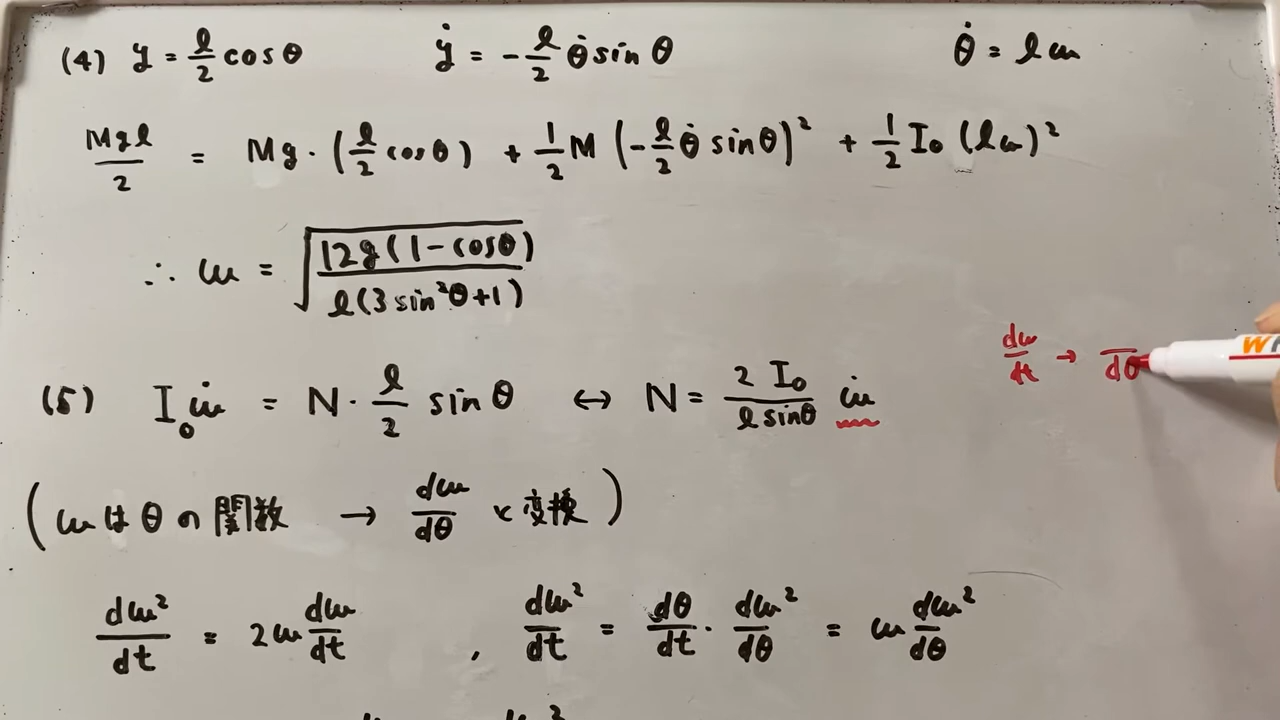 (4) y = ℓ/2 cosθ ẏ = -ℓ/2 θ̇ sinθ θ̇ = ℓω
Mgℓ/2 = Mg·(ℓ/2 cosθ) + 1/2 M (-ℓ/2 θ̇ sinθ)² + 1/2 I₀ (ℓω)²
∴ ω = √(12g(1-cosθ)/ℓ(3sin²θ+1))
dω/dt → /dθ
(5) I₀ω̇ = N·ℓ/2 sinθ ↔ N = 2I₀/ℓsinθ ω̇
(ωはθの関数 → dω/dθ と変換)
dω²/dt = 2ω dω/dt , dω²/dt = dθ/dt · dω²/dθ = ω dω²/dθ